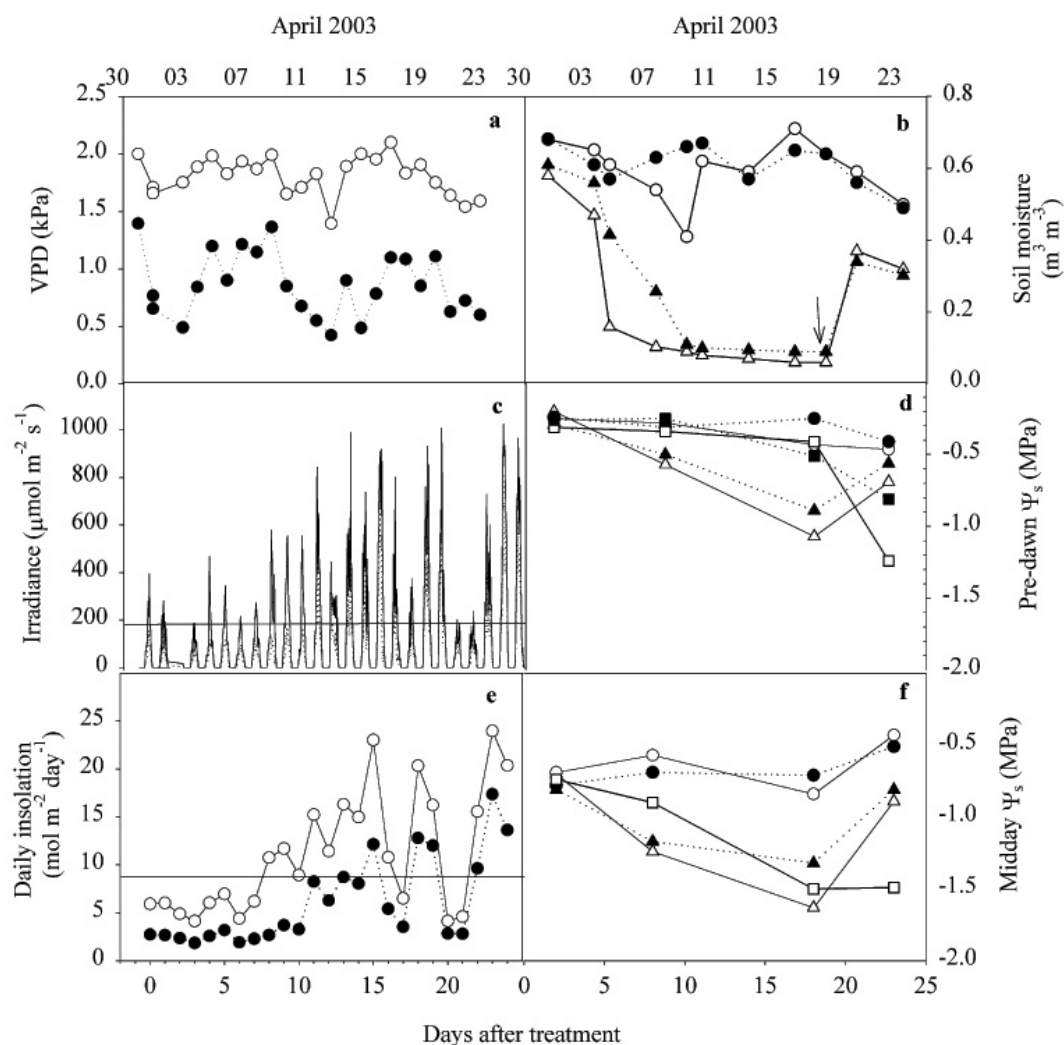 April 2003
April 2003
30 03 07 11 15 19 23 30 03 08 11 15 19 23
2.5
2.0
1.5
1.0
0.5
0.0
VPD (kPa)
a
b
0.8
0.6
0.4
0.2
0.0
Soil moisture
(m³ m⁻³)
1000
800
600
400
200
0
Irradiance (μmol m⁻² s⁻¹)
c
d
-0.5
-1.0
-1.5
-2.0
Pre-dawn Ψs (MPa)
25
20
15
10
5
0
Daily insolation
(mol m⁻² day⁻¹)
e
f
-0.5
-1.0
-1.5
-2.0
Midday Ψs (MPa)
0 5 10 15 20 0 5 10 15 20 25
Days after treatment